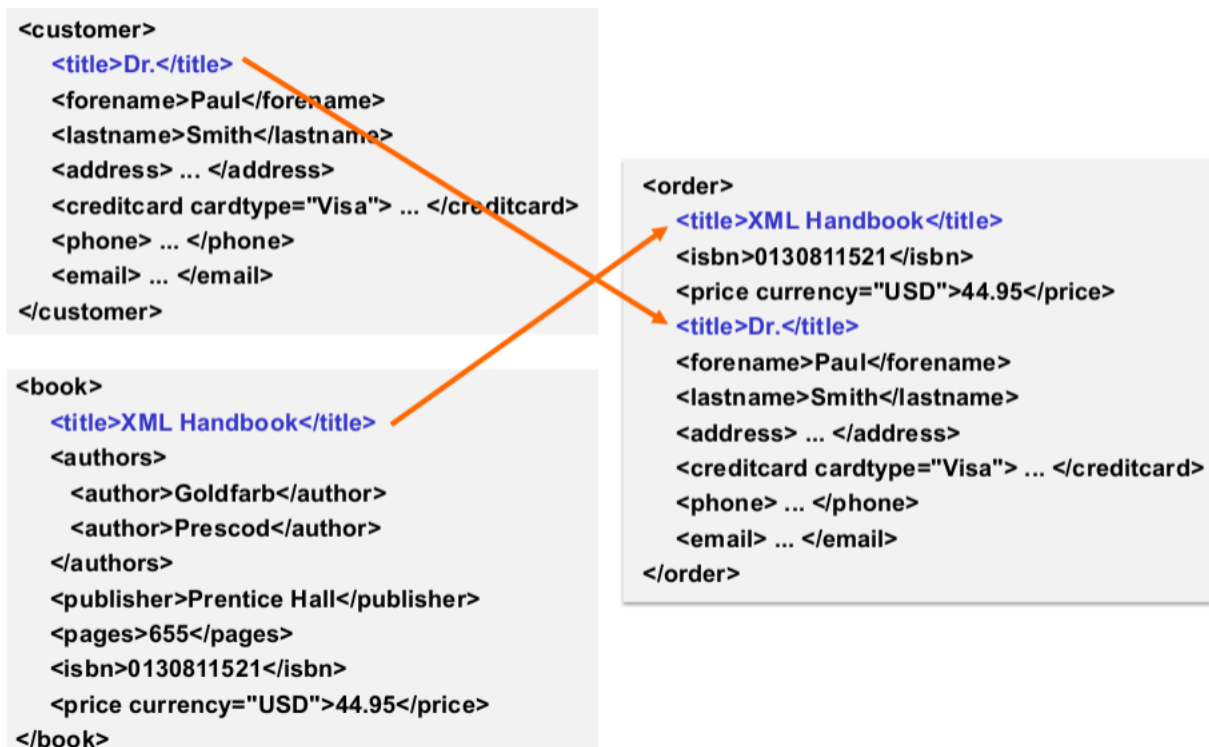 <customer>
<title>Dr.</title>
<forename>Paul</forename>
<lastname>Smith</lastname>
<address> ... </address>
<creditcard cardtype="Visa"> ... </creditcard>
<phone> ... </phone>
<email> ... </email>
</customer>
<book>
<title>XML Handbook</title>
<authors>
<author>Goldfarb</author>
<author>Prescod</author>
</authors>
<publisher>Prentice Hall</publisher>
<pages>655</pages>
<isbn>0130811521</isbn>
<price currency="USD">44.95</price>
</book>
<order>
<title>XML Handbook</title>
<isbn>0130811521</isbn>
<price currency="USD">44.95</price>
<title>Dr.</title>
<forename>Paul</forename>
<lastname>Smith</lastname>
<address> ... </address>
<creditcard cardtype="Visa"> ... </creditcard>
<phone> ... </phone>
<email> ... </email>
</order>